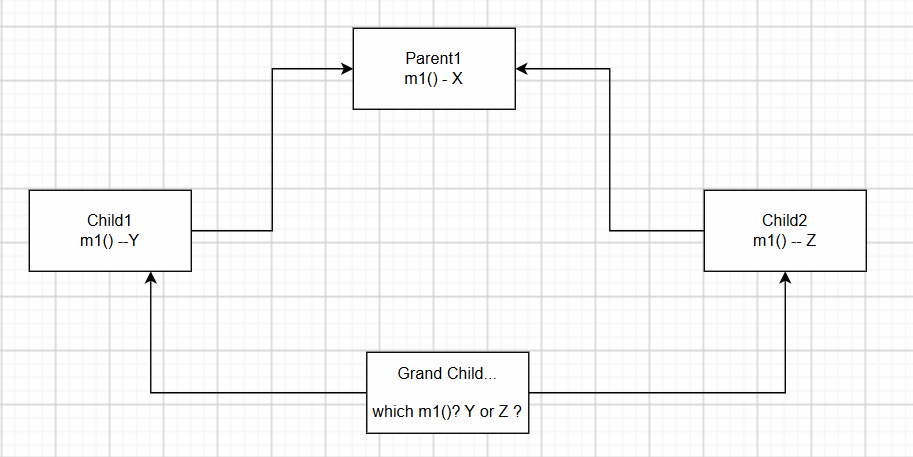 Parent1
m1() - X
Child1
m1() --Y
Child2
m1() -- Z
Grand Child...
which m1()? Y or Z ?